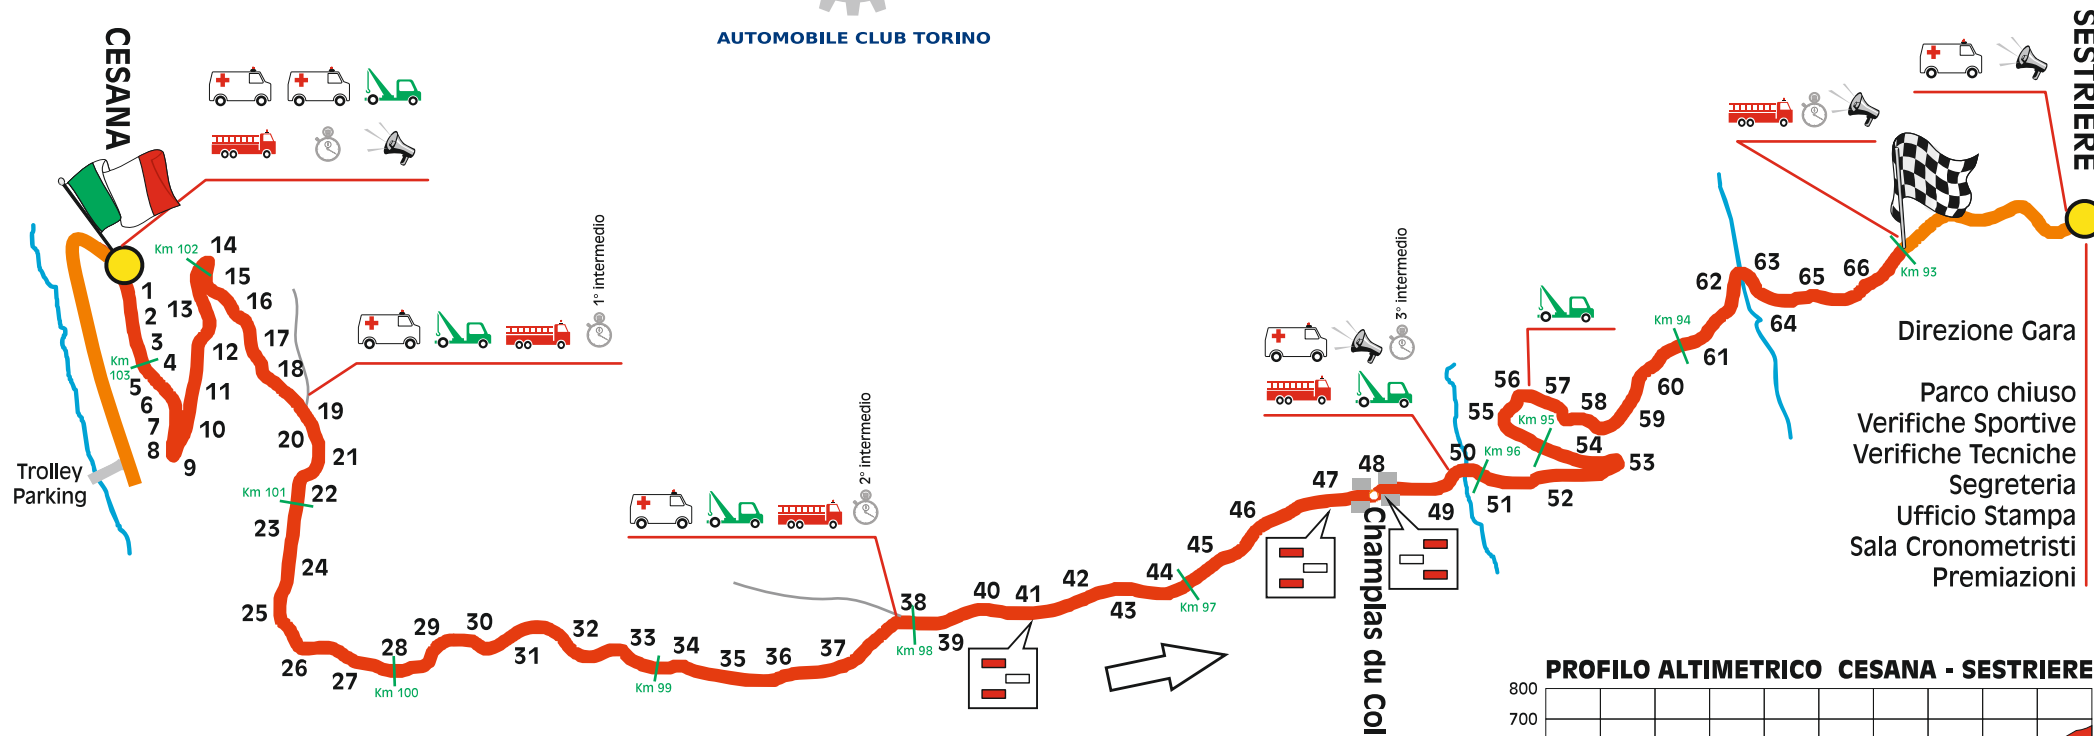 AUTOMOBILE CLUB TORINO
CESANA
SESTRIERE
Km 102
14
15
13
16
1
2
3
Km
103
4
17
12
18
5
6
11
7
10
8
9
19
20
21
Trolley
Parking
1° intermedio
Km 101
22
23
24
25
26
27
28
Km 100
29
30
31
32
33
Km 99
34
35
36
37
2° intermedio
38
Km 98
39
40
41
42
43
44
Km 97
45
46
47
48
Champlas du Col
49
3° intermedio
50
Km 96
51
52
53
54
Km 95
55
56
57
58
59
60
Km 94
61
62
63
64
65
66
Km 93
Direzione Gara
Parco chiuso
Verifiche Sportive
Verifiche Tecniche
Segreteria
Ufficio Stampa
Sala Cronometristi
Premiazioni
PROFILO ALTIMETRICO CESANA - SESTRIERE
800
700